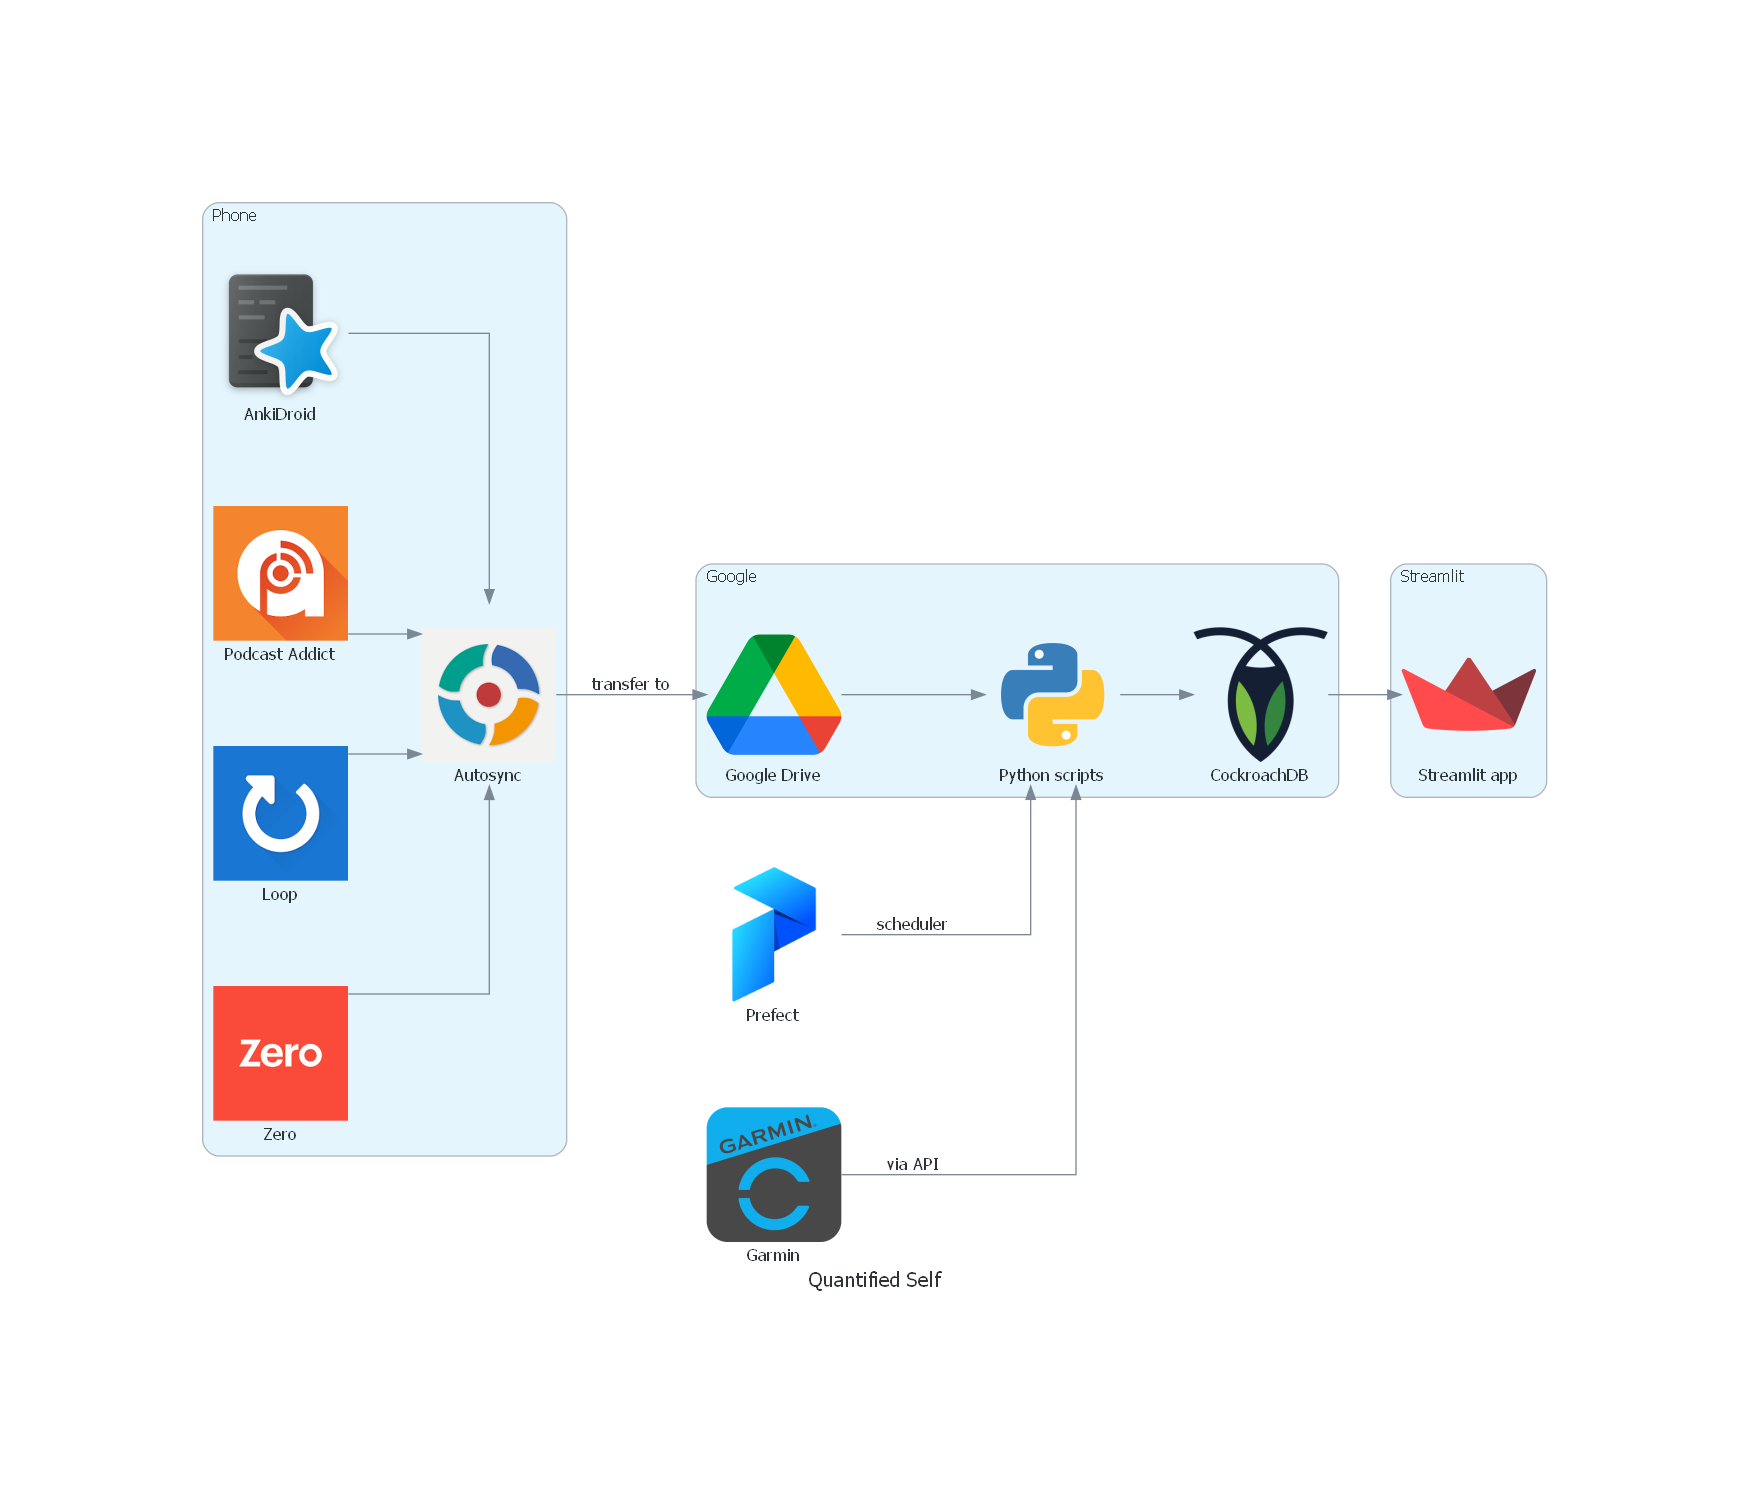 Phone
AnkiDroid
Podcast Addict
Loop
Zero
Zero
Autosync
transfer to
Google
Google Drive
Python scripts
CockroachDB
Streamlit
Streamlit app
scheduler
Prefect
GARMIN
via API
Garmin
Quantified Self